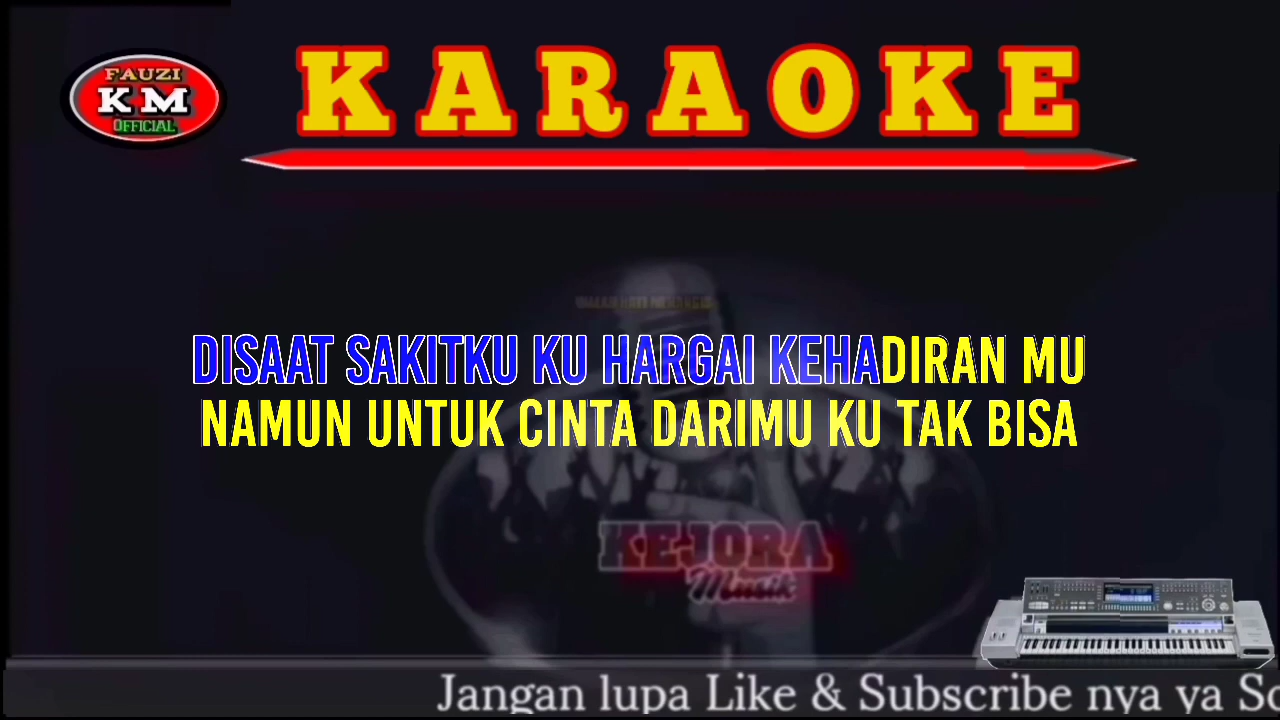 FAUZI
KM
OFFICIAL
KARAOKE
DISAAT SAKITKU KU HARGAI KEHADIRAN MU
NAMUN UNTUK CINTA DARIMU KU TAK BISA
KEJORA
Musik
Jangan lupa Like & Subscribe nya ya